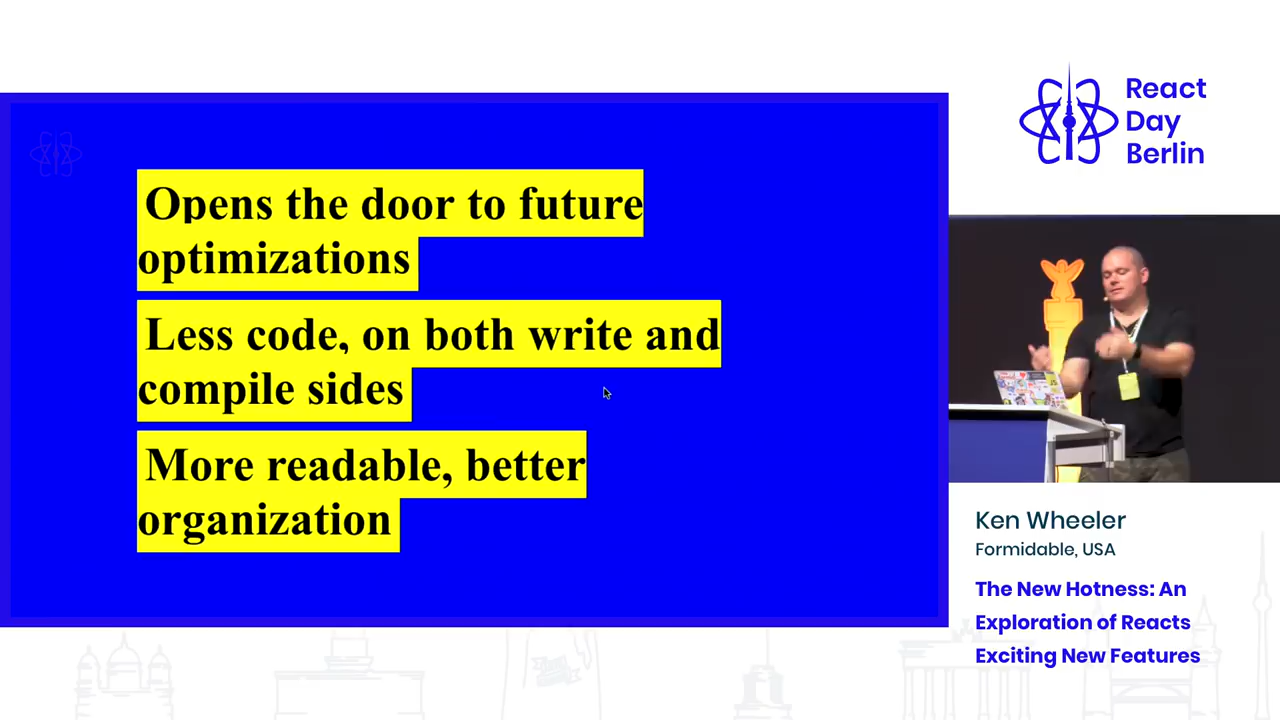 Opens the door to future
optimizations
Less code, on both write and
compile sides
More readable, better
organization
React
Day
Berlin
Ken Wheeler
Formidable, USA
The New Hotness: An
Exploration of Reacts
Exciting New Features